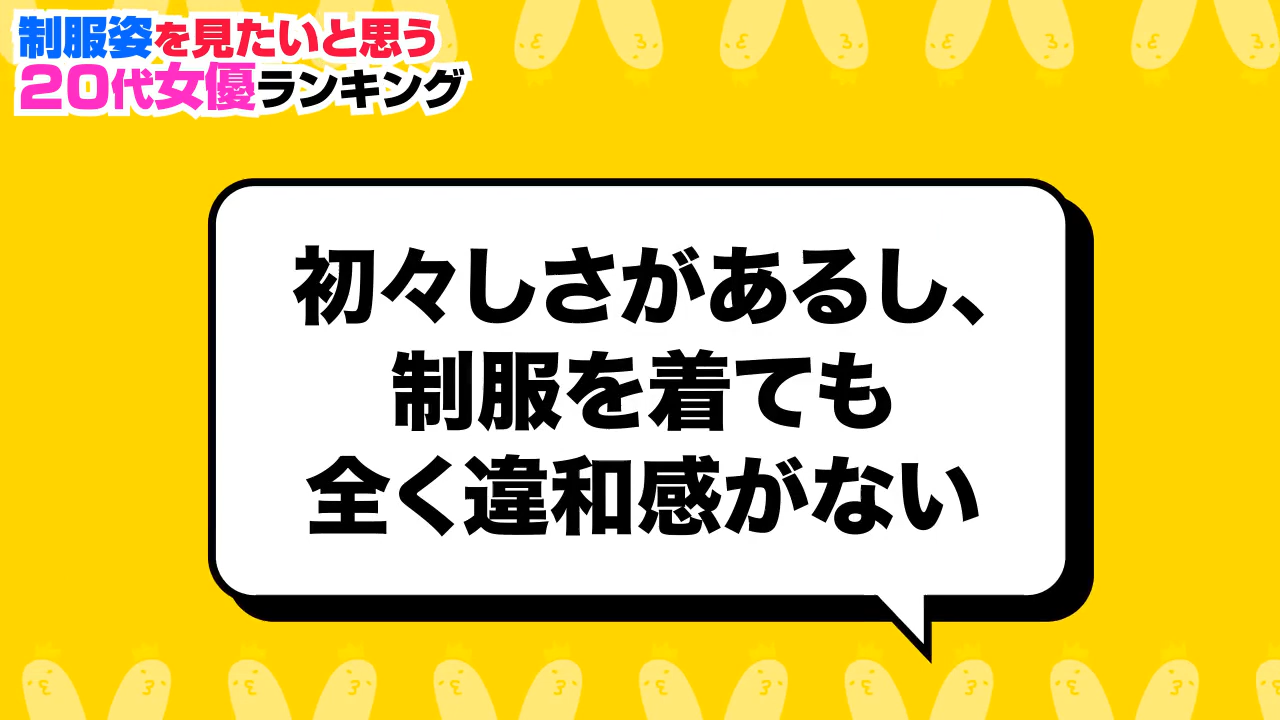 制服姿を見たいと思う
20代女優ランキング
初々しさがあるし、
制服を着ても
全く違和感がない